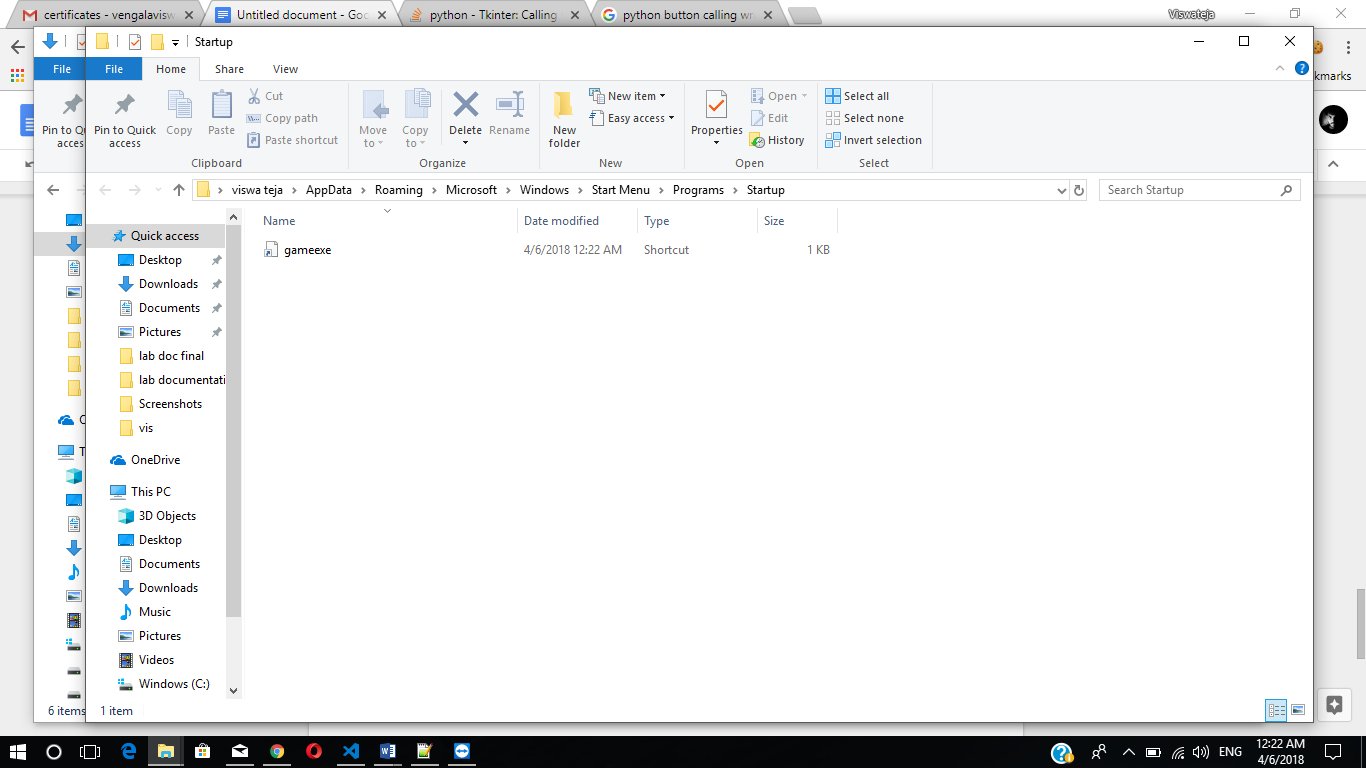 certificates - vengalavisw
Untitled document - Goo
python - Tkinter: Calling
python button calling wr
Viswateja
Startup
File
File
Home
Share
View
kmarks
Pin to Qu
access
Pin to Quick
access
Copy
Paste
Cut
Copy path
Paste shortcut
Clipboard
Move
to
Copy
to
Delete
Rename
Organize
New
folder
New item
Easy access
New
Properties
Open
Edit
History
Open
Select all
Select none
Invert selection
Select
viswa teja > AppData > Roaming > Microsoft > Windows > Start Menu > Programs > Startup
Search Startup
Name
Date modified
Type
Size
gameexe
4/6/2018 12:22 AM
Shortcut
1 KB
Quick access
Desktop
Downloads
Documents
Pictures
lab doc final
lab documentati
Screenshots
vis
OneDrive
This PC
3D Objects
Desktop
Documents
Downloads
Music
Pictures
Videos
Windows (C:)
6 items
1 item
ENG
12:22 AM
4/6/2018